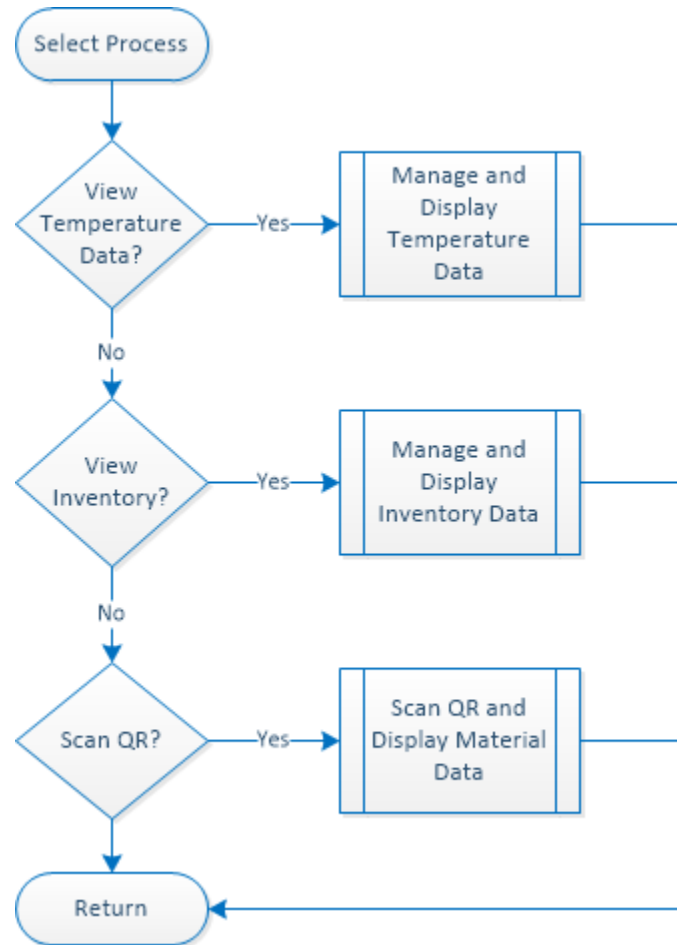 Select Process
View
Temperature
Data?
Yes
Manage and
Display
Temperature
Data
No
View
Inventory?
Yes
Manage and
Display
Inventory Data
No
Scan QR?
Yes
Scan QR and
Display Material
Data
Return